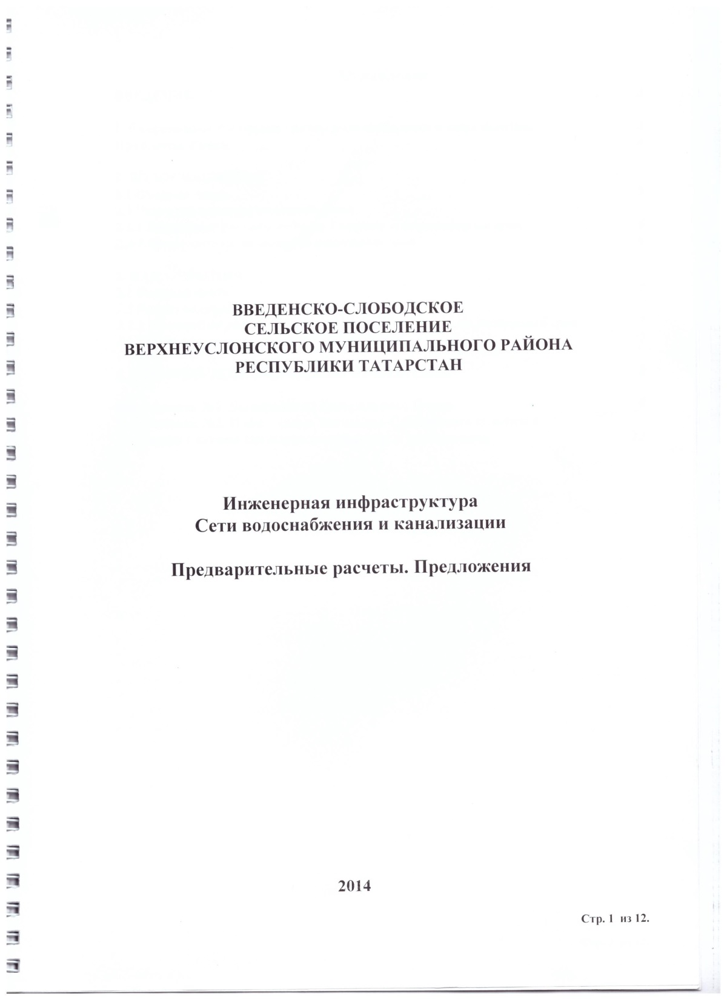 ВВЕДЕНСКО-СЛОБОДСКОЕ
СЕЛЬСКОЕ ПОСЕЛЕНИЕ
ВЕРХНЕУСЛОНСКОГО МУНИЦИПАЛЬНОГО РАЙОНА
РЕСПУБЛИКИ ТАТАРСТАН
Инженерная инфраструктура
Сети водоснабжения и канализации
Предварительные расчеты. Предложения
2014
Стр. 1 из 12.